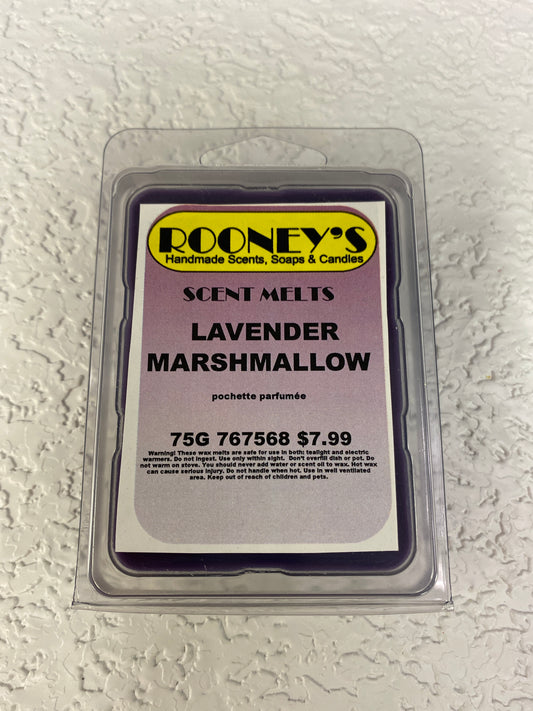 ROONEY'S
Handmade Scents, Soaps & Candles
SCENT MELTS
LAVENDER
MARSHMALLOW
pochette parfumée
75G 767568 $7.99
Warning! These wax melts are safe for use in both: tealight and electric
warmers. Do not ingest. Use only within sight. Don't overfill dish or pot. Do
not warm on stove. You should never add water or scent oil to wax. Hot wax
can cause serious injury. Do not handle when hot. Use in well ventilated
area. Keep out of reach of children and pets.